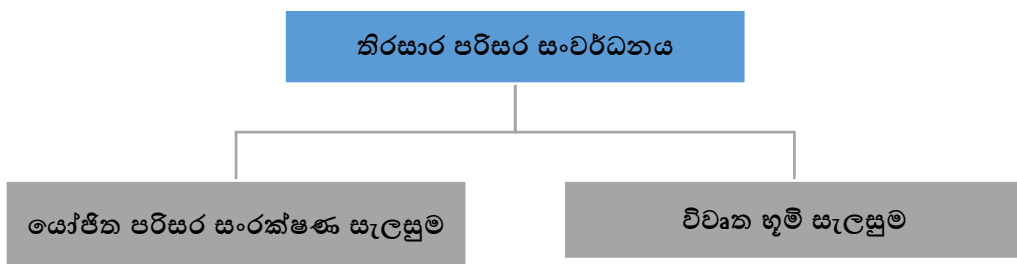 තිරසාර පරිසර සංවර්ධනය
යෝජිත පරිසර සංරක්ෂණ සැලසුම
විවෘත භූමි සැලසුම